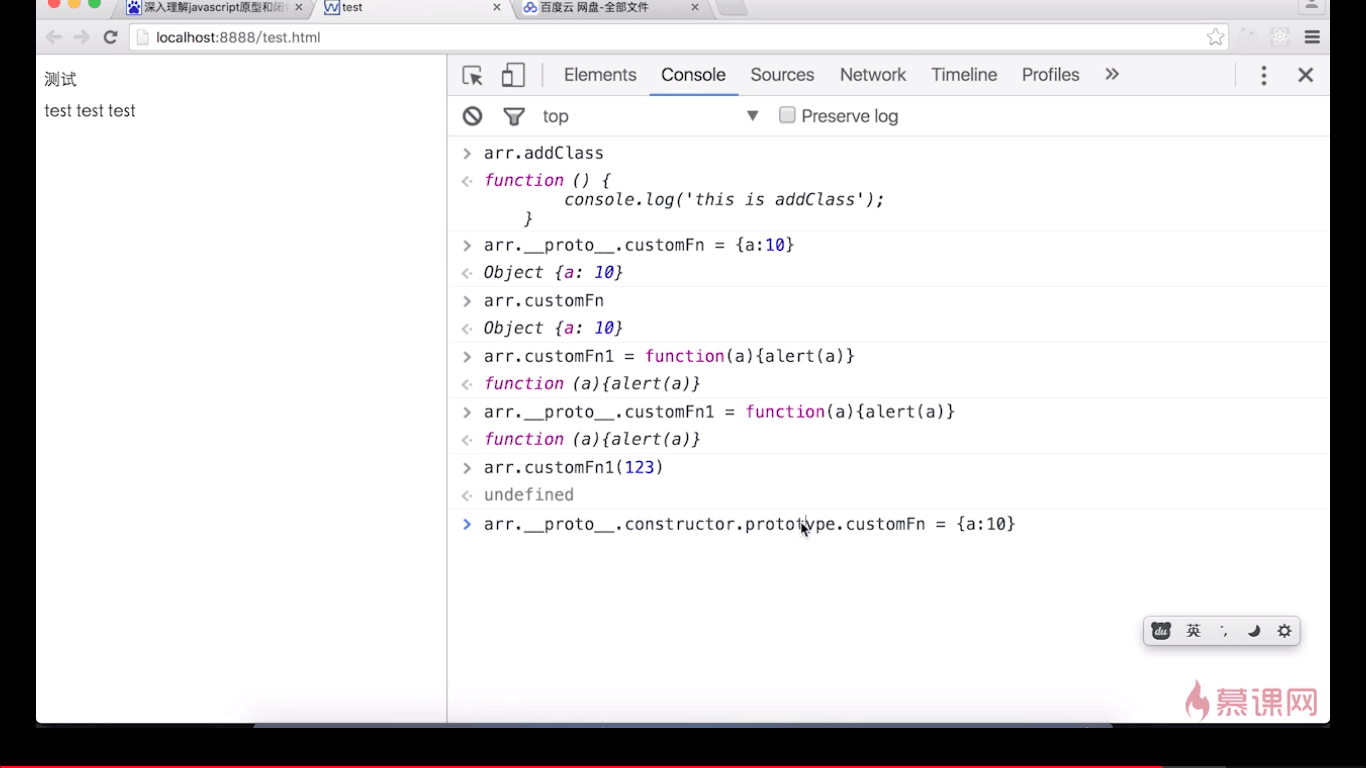 深入理解javascript原型和闭
test
百度云 网盘-全部文件
localhost:8888/test.html
测试
test test test
Elements Console Sources Network Timeline Profiles
top Preserve log
arr.addClass
function () {
console.log('this is addClass');
}
arr.__proto__.customFn = {a:10}
Object {a: 10}
arr.customFn
Object {a: 10}
arr.customFn1 = function(a){alert(a)}
function (a){alert(a)}
arr.__proto__.customFn1 = function(a){alert(a)}
function (a){alert(a)}
arr.customFn1(123)
undefined
arr.__proto__.constructor.prototype.customFn = {a:10}
du 英
慕课网